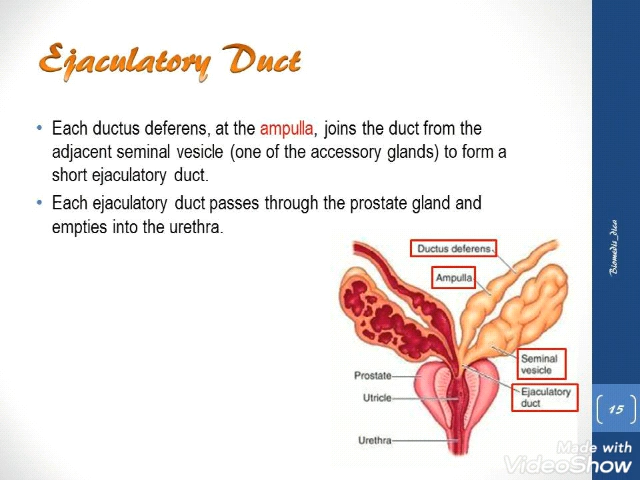 Ejaculatory Duct
• Each ductus deferens, at the ampulla, joins the duct from the
adjacent seminal vesicle (one of the accessory glands) to form a
short ejaculatory duct.
• Each ejaculatory duct passes through the prostate gland and
empties into the urethra.
Ductus deferens
Ampulla
Seminal
vesicle
Prostate
Ejaculatory
duct
Utricle
Urethra
Biomedis_dica
15
Made with
VideoShow